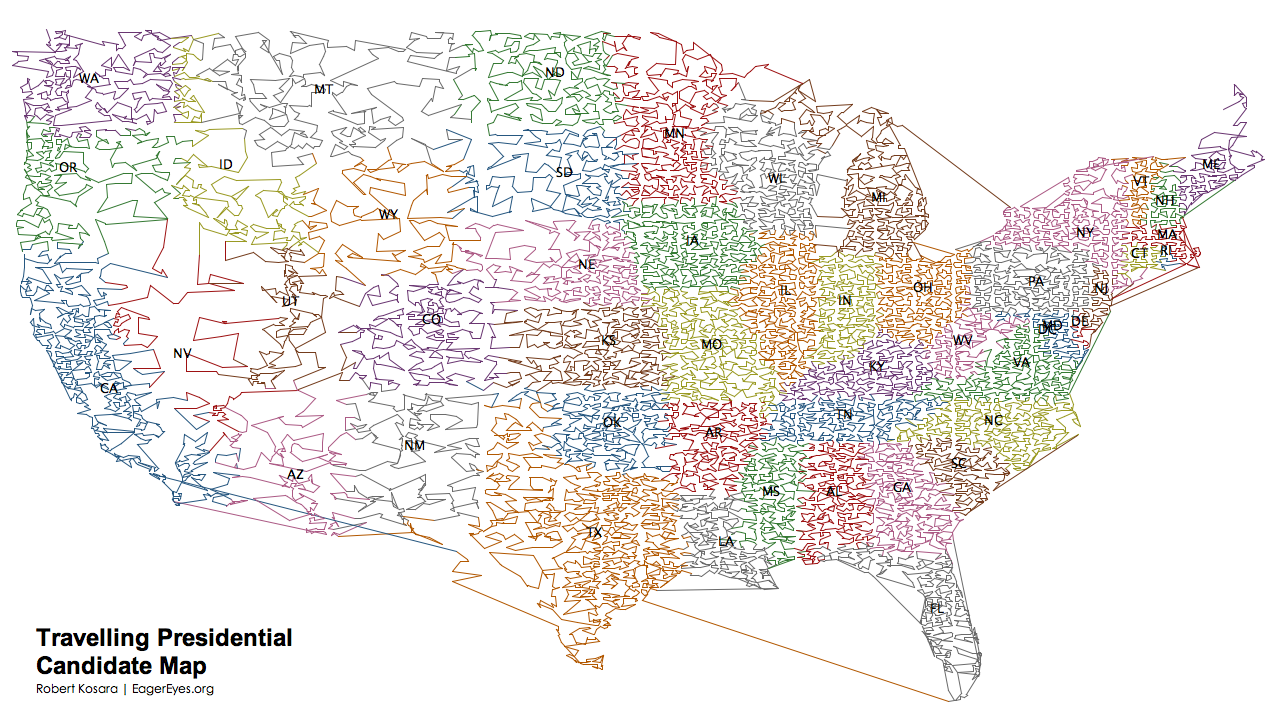 WA
MT
ND
MN
OR
ID
SD
WI
MI
ME
VT
NH
WY
NY
MA
RI
CT
IA
NE
PA
NJ
UT
CO
IL
IN
OH
DE
MD
DC
NV
KS
MO
WV
VA
KY
CA
OK
AR
TN
NC
NM
AZ
SC
MS
AL
GA
TX
LA
FL
Travelling Presidential
Candidate Map
Robert Kosara | EagerEyes.org